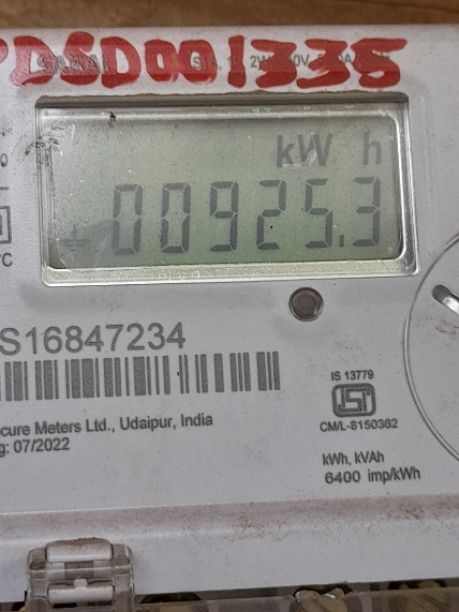 PDSD001335
kW h
00925.3
°C
S16847234
IS 13779
ISI
CM/L-8150362
cure Meters Ltd., Udaipur, India
g: 07/2022
kWh, kVAh
6400 imp/kWh